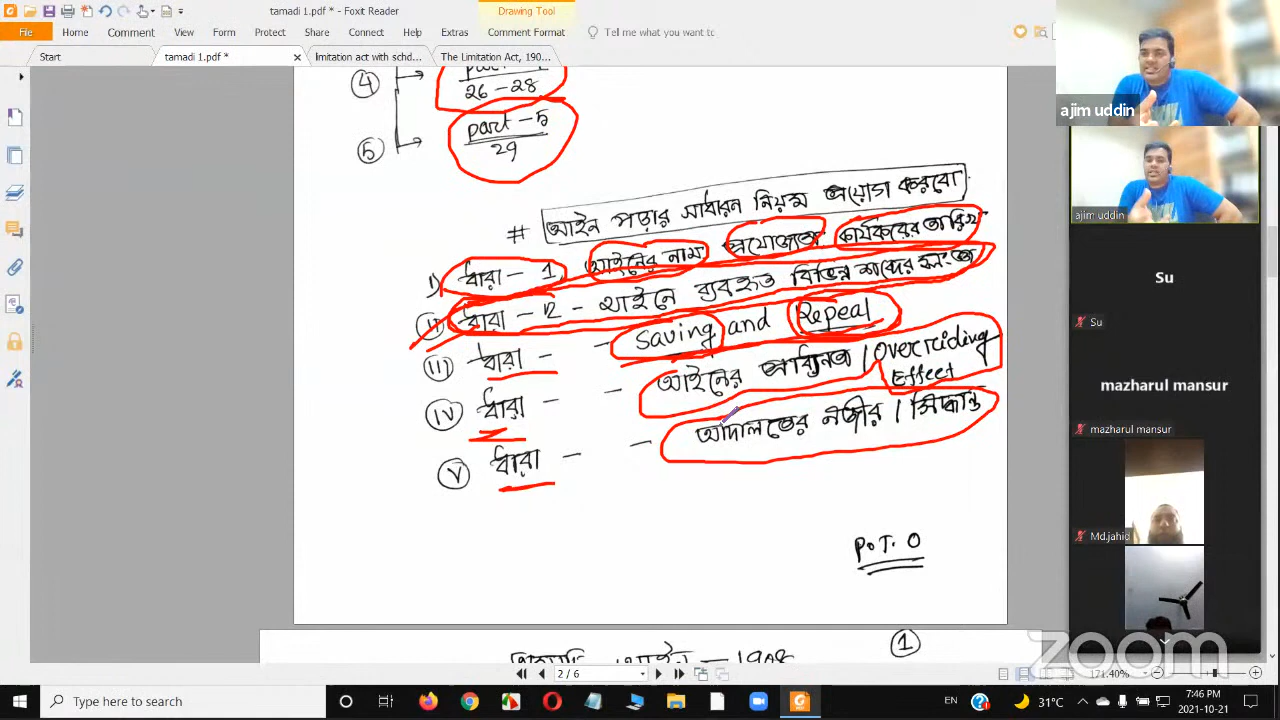 tamadi 1.pdf * - Foxit Reader
Drawing Tool
File Home Comment View Form Protect Share Connect Help Extras Comment Format Tell me what you want
Start tamadi 1.pdf * Imitation act with schd... The Limitation Act, 190...
④ 26 – 28
⑤ part – 5
29
# আইন পড়ার সাধারন নিয়ম প্রয়োগ করবো
i) ধারা – 1, আইনের নাম প্রযোজ্যতা কার্যকরের তারিখ
ii) ধারা – 2 – আইনে ব্যবহৃত বিভিন্ন শব্দের
iii) ধারা – – Saving and Repeal
iv) ধারা – – আইনের প্রাধান্যতা / Overriding Effect
v) ধারা – – আদালতের নজীর / সিদ্ধান্ত
P.T.O
①
তামাদি আইন – 1908
2 / 6
171.40%
ajim uddin
ajim uddin
Su
Su
mazharul mansur
mazharul mansur
Md.jahid
zoom
Type here to search
31°C
EN
7:46 PM
2021-10-21